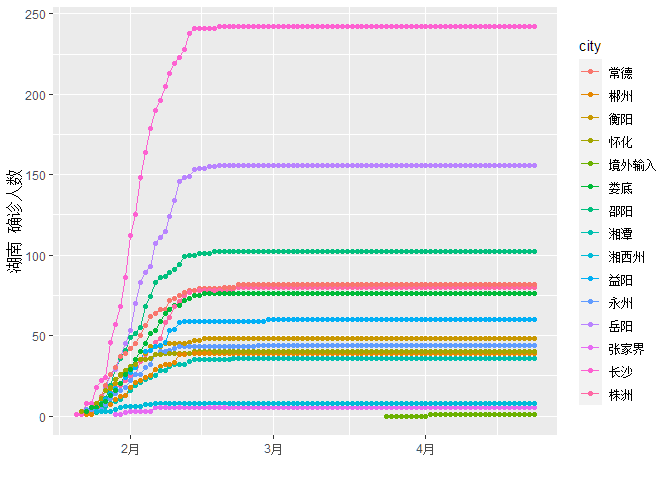 湖南 确诊人数
250
200
150
100
50
0
2月
3月
4月
city
常德
郴州
衡阳
怀化
境外输入
娄底
邵阳
湘潭
湘西州
益阳
永州
岳阳
张家界
长沙
株洲